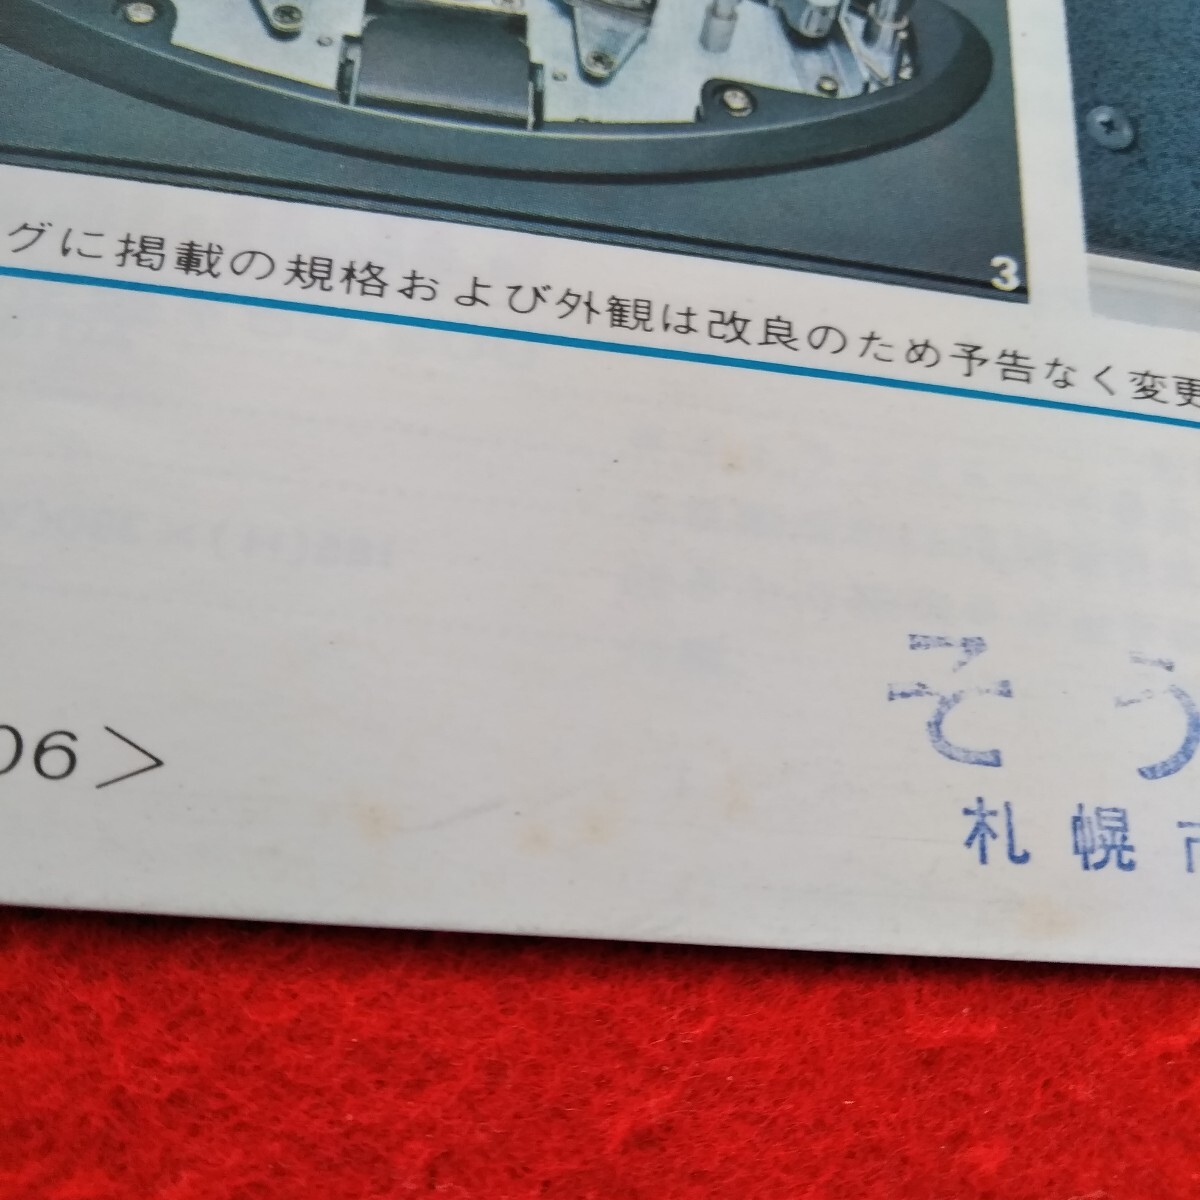 3
グに掲載の規格および外観は改良のため予告なく変更
06>
そう
札幌市